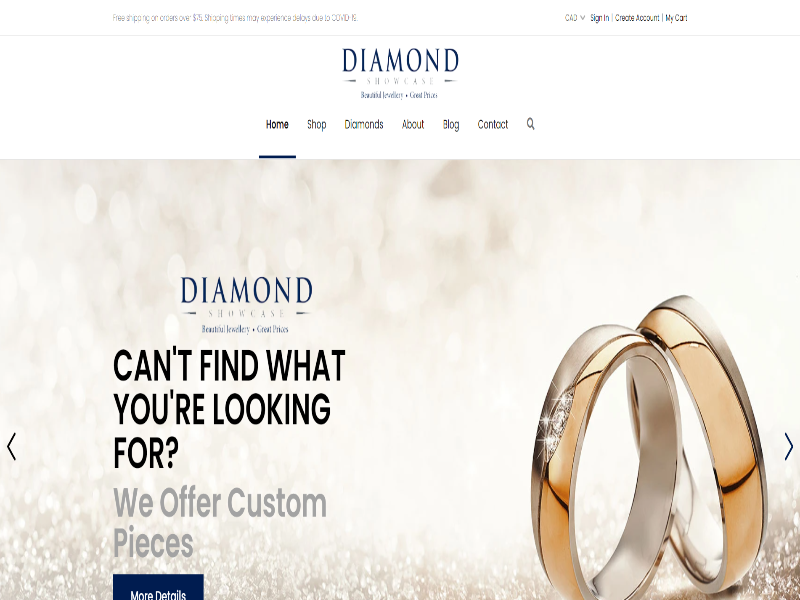 Free shipping on orders over $75. Shipping times may experience delays due to COVID-19.
CAD Sign In | Create Account | My Cart
DIAMOND
SHOWCASE
Beautiful Jewellery • Great Prices
Home Shop Diamonds About Blog Contact
DIAMOND
SHOWCASE
Beautiful Jewellery • Great Prices
CAN'T FIND WHAT
YOU'RE LOOKING
FOR?
We Offer Custom
Pieces
More Details